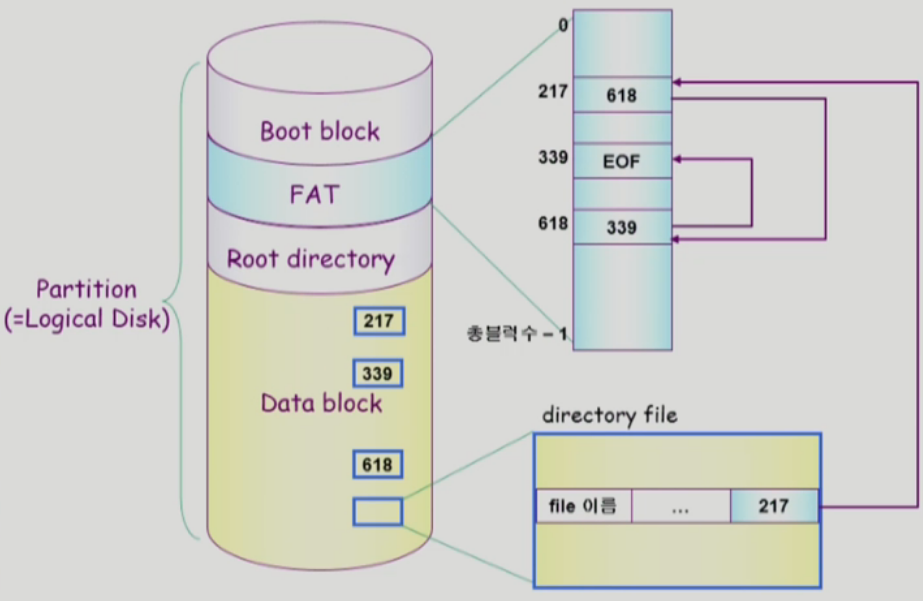 Boot block
FAT
Root directory
Partition
(=Logical Disk)
217
339
Data block
618
0
217
618
339
EOF
618
339
총블럭수 – 1
directory file
file 이름
...
217